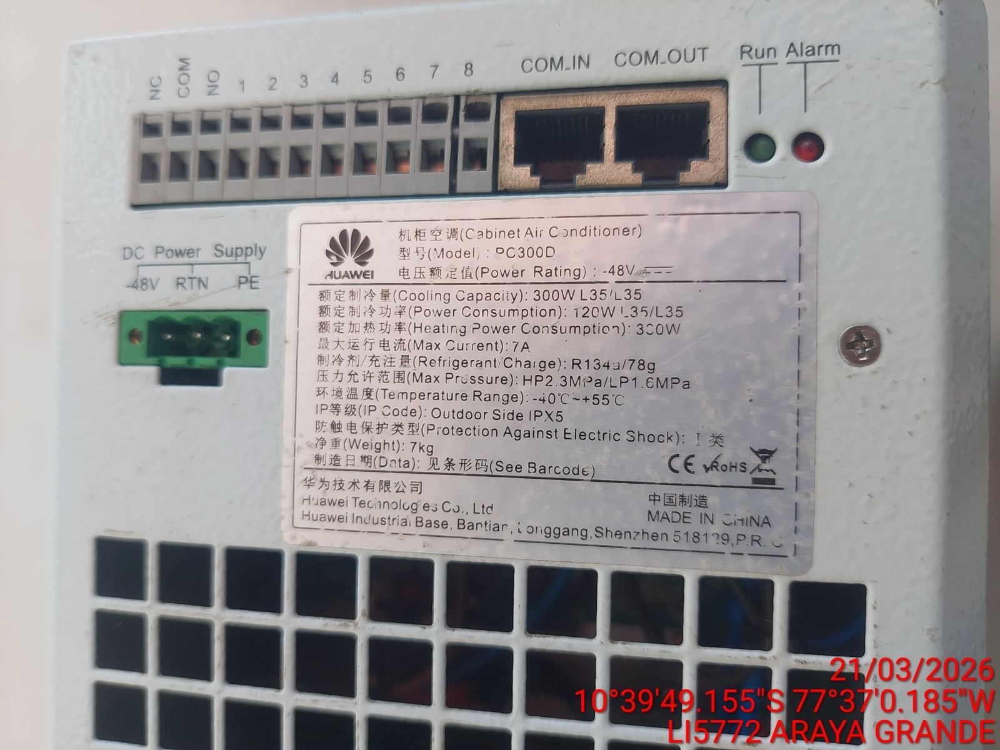 NC COM NO 1 2 3 4 5 6 7 8 COM_IN COM_OUT Run Alarm
DC Power Supply
-48V RTN PE
HUAWEI
机柜空调(Cabinet Air Conditioner)
型号(Model) : PC300D
电压额定值(Power Rating) : -48V
额定制冷量(Cooling Capacity): 300W L35/L35
额定制冷功率(Power Consumption): 120W L35/L35
额定加热功率(Heating Power Consumption): 300W
最大运行电流(Max Current): 7A
制冷剂/充注量(Refrigerant/Charge): R134a/78g
压力允许范围(Max Pressure): HP2.3MPa/LP1.6MPa
环境温度(Temperature Range): -40℃~+55℃
IP等级(IP Code): Outdoor Side IPX5
防触电保护类型(Protection Against Electric Shock): I 类
净重(Weight): 7kg
制造日期(Data): 见条形码(See Barcode)
CE RoHS
华为技术有限公司
Huawei Technologies Co., Ltd
Huawei Industrial Base, Bantian, Longgang, Shenzhen 518129, P.R. C
中国制造
MADE IN CHINA
21/03/2026
10°39'49.155"S 77°37'0.185"W
LI5772 ARAYA GRANDE